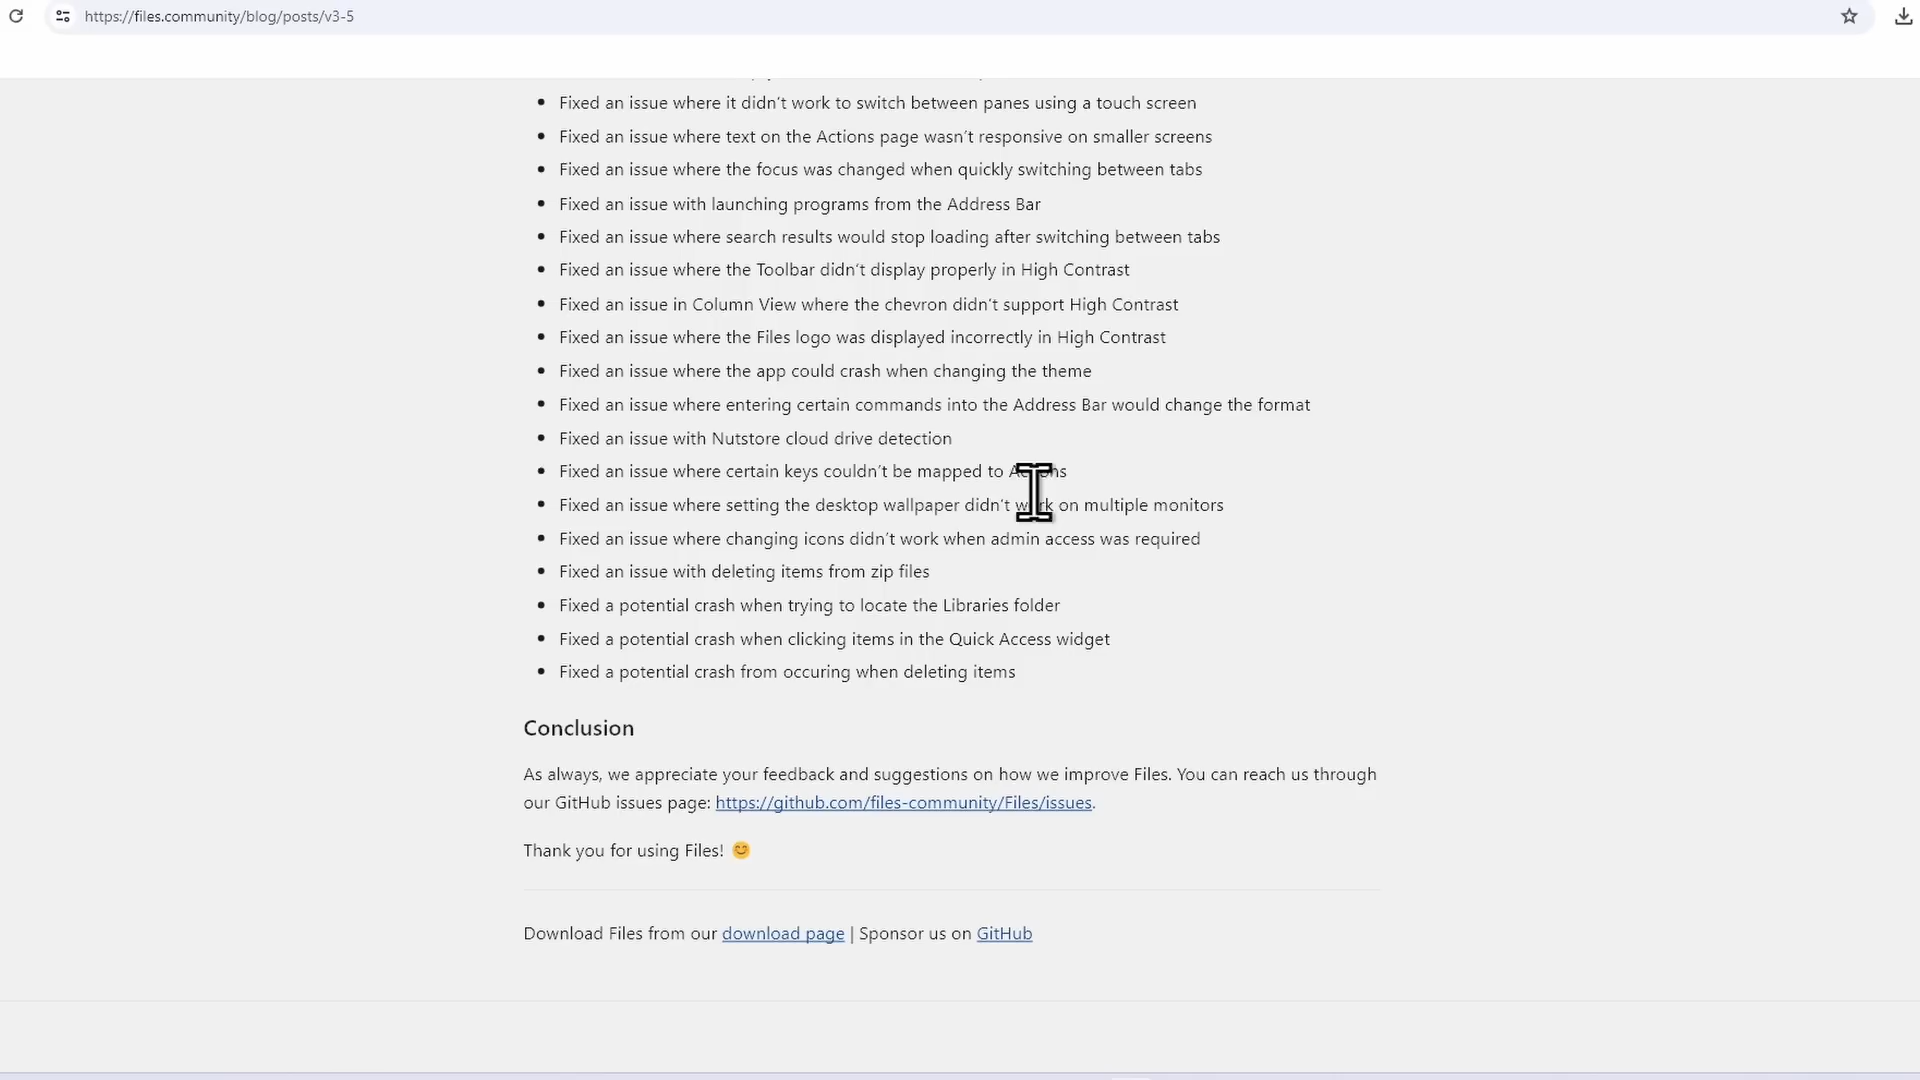 https://files.community/blog/posts/v3-5
Fixed an issue where it didn't work to switch between panes using a touch screen
Fixed an issue where text on the Actions page wasn't responsive on smaller screens
Fixed an issue where the focus was changed when quickly switching between tabs
Fixed an issue with launching programs from the Address Bar
Fixed an issue where search results would stop loading after switching between tabs
Fixed an issue where the Toolbar didn't display properly in High Contrast
Fixed an issue in Column View where the chevron didn't support High Contrast
Fixed an issue where the Files logo was displayed incorrectly in High Contrast
Fixed an issue where the app could crash when changing the theme
Fixed an issue where entering certain commands into the Address Bar would change the format
Fixed an issue with Nutstore cloud drive detection
Fixed an issue where certain keys couldn't be mapped to Actions
Fixed an issue where setting the desktop wallpaper didn't work on multiple monitors
Fixed an issue where changing icons didn't work when admin access was required
Fixed an issue with deleting items from zip files
Fixed a potential crash when trying to locate the Libraries folder
Fixed a potential crash when clicking items in the Quick Access widget
Fixed a potential crash from occuring when deleting items
Conclusion
As always, we appreciate your feedback and suggestions on how we improve Files. You can reach us through
our GitHub issues page: https://github.com/files-community/Files/issues.
Thank you for using Files! 😊
Download Files from our download page | Sponsor us on GitHub